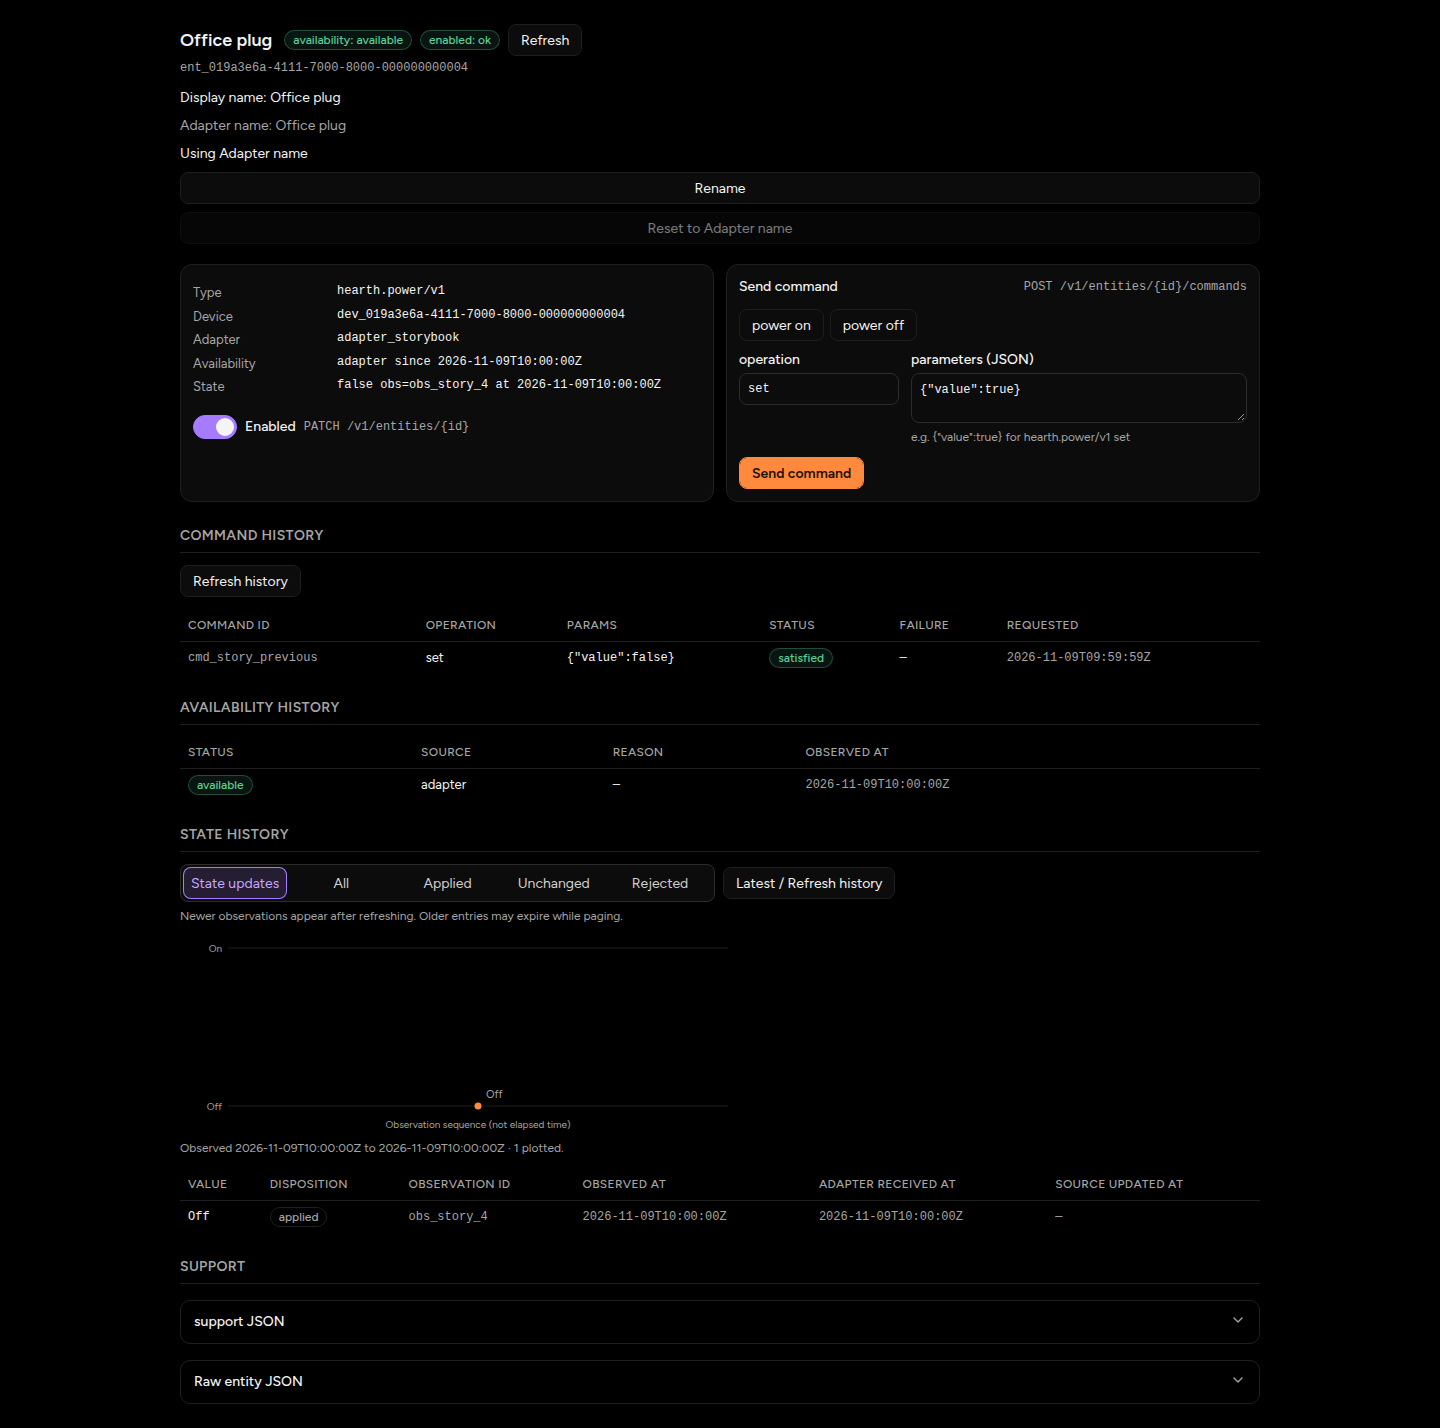 Office plug availability: available enabled: ok Refresh
ent_019a3e6a-4111-7000-8000-000000000004
Display name: Office plug
Adapter name: Office plug
Using Adapter name
Rename
Reset to Adapter name
Type hearth.power/v1
Device dev_019a3e6a-4111-7000-8000-000000000004
Adapter adapter_storybook
Availability adapter since 2026-11-09T10:00:00Z
State false obs=obs_story_4 at 2026-11-09T10:00:00Z
Enabled PATCH /v1/entities/{id}
Send command POST /v1/entities/{id}/commands
power on power off
operation parameters (JSON)
set {"value":true}
e.g. {"value":true} for hearth.power/v1 set
Send command
COMMAND HISTORY
Refresh history
COMMAND ID OPERATION PARAMS STATUS FAILURE REQUESTED
cmd_story_previous set {"value":false} satisfied — 2026-11-09T09:59:59Z
AVAILABILITY HISTORY
STATUS SOURCE REASON OBSERVED AT
available adapter — 2026-11-09T10:00:00Z
STATE HISTORY
State updates All Applied Unchanged Rejected Latest / Refresh history
Newer observations appear after refreshing. Older entries may expire while paging.
On
Off
Off
Observation sequence (not elapsed time)
Observed 2026-11-09T10:00:00Z to 2026-11-09T10:00:00Z · 1 plotted.
VALUE DISPOSITION OBSERVATION ID OBSERVED AT ADAPTER RECEIVED AT SOURCE UPDATED AT
Off applied obs_story_4 2026-11-09T10:00:00Z 2026-11-09T10:00:00Z —
SUPPORT
support JSON
Raw entity JSON